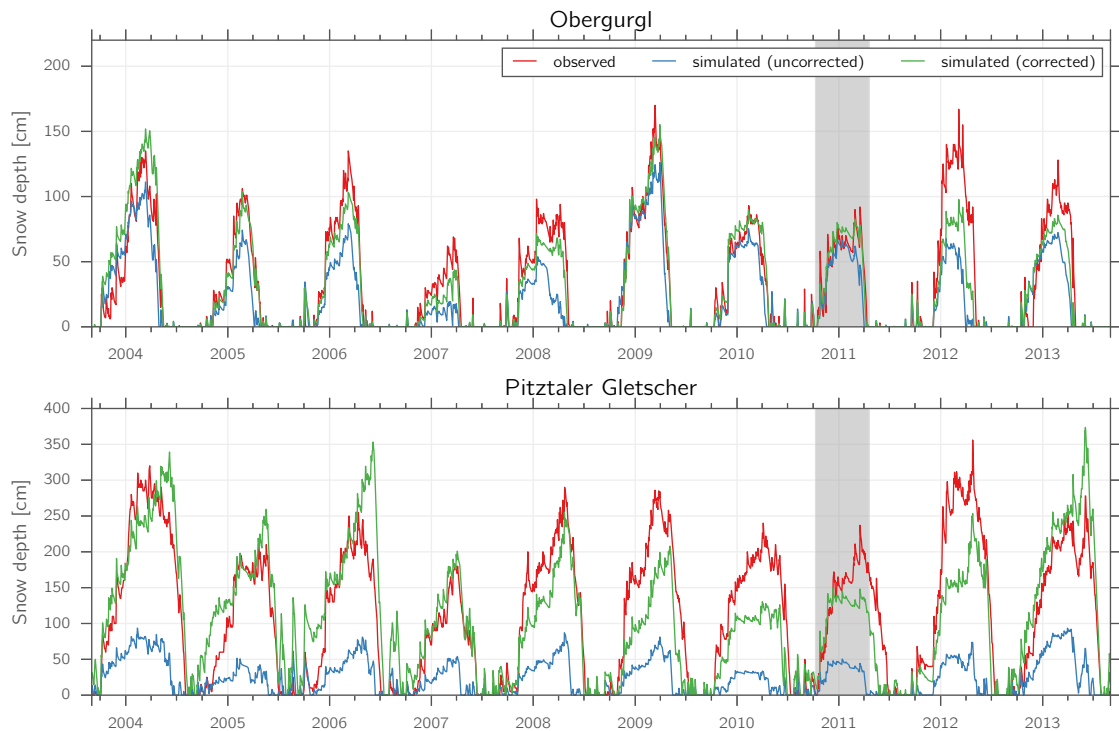 Obergurgl
observed
simulated (uncorrected)
simulated (corrected)
Snow depth [cm]
200
150
100
50
0
2004 2005 2006 2007 2008 2009 2010 2011 2012 2013
Pitztaler Gletscher
Snow depth [cm]
400
350
300
250
200
150
100
50
0
2004 2005 2006 2007 2008 2009 2010 2011 2012 2013